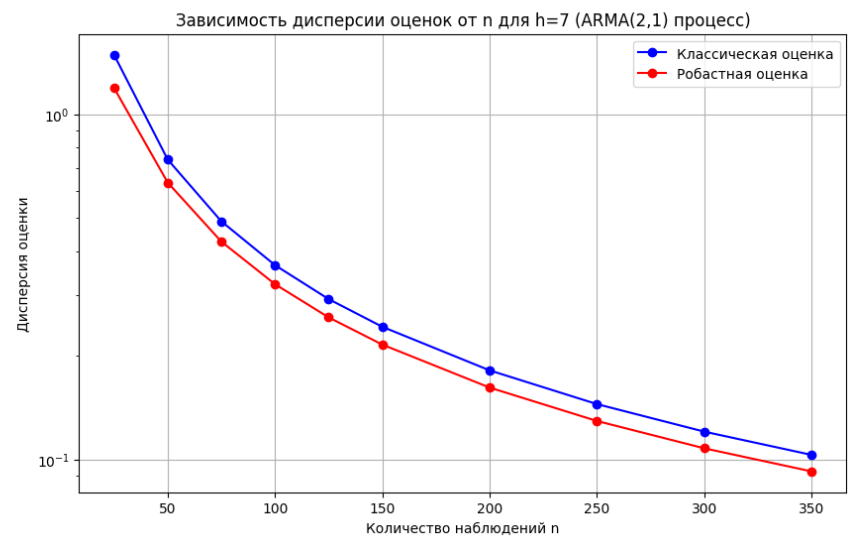 Зависимость дисперсии оценок от n для h=7 (ARMA(2,1) процесс)
Классическая оценка
Робастная оценка
Дисперсия оценки
10⁰
10⁻¹
50 100 150 200 250 300 350
Количество наблюдений n